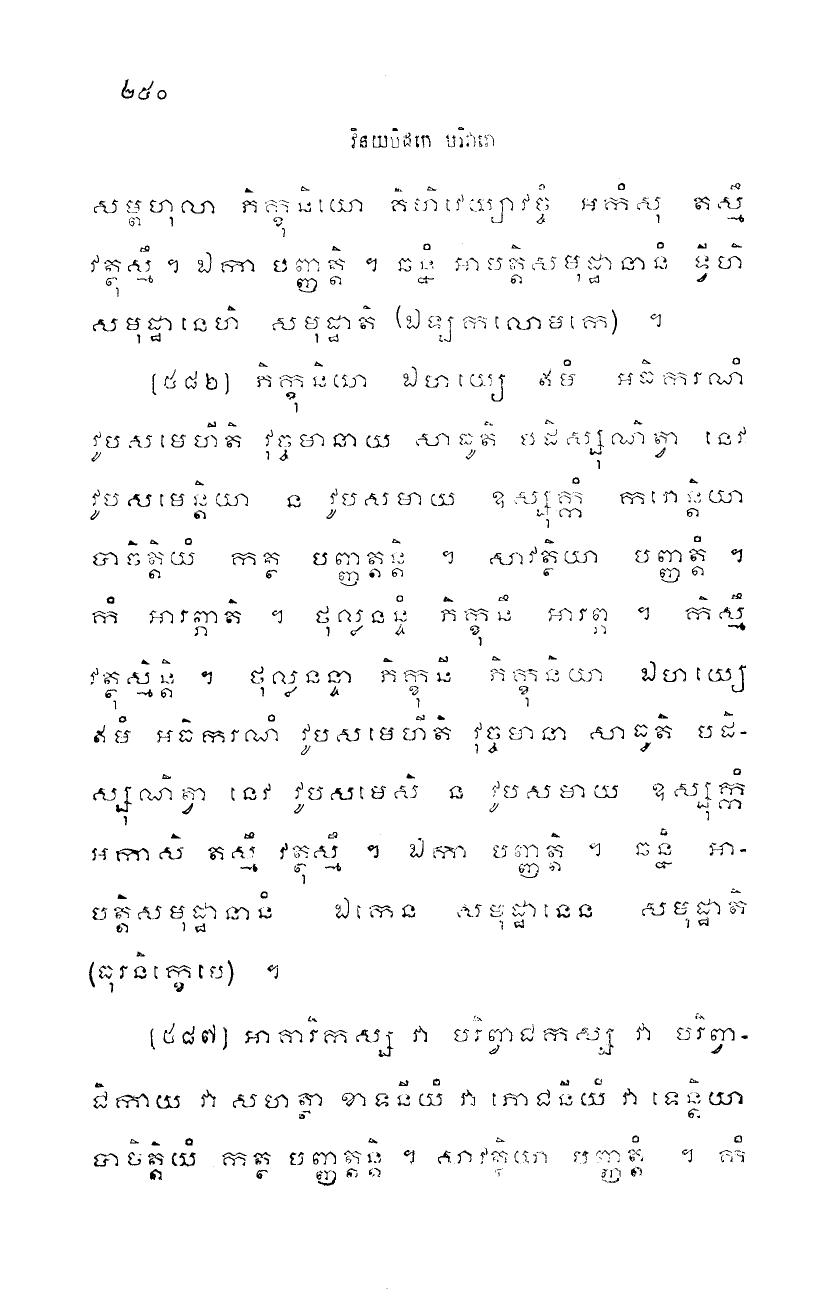 ២៩០
វិនយបិដកេ បរិវារោ
សម្ពហុលា ភិក្ខុនិយោ គិហិវេយ្យាវច្ចំ អកំសុ តស្មឹ
វត្ថុស្មឹ ។ ឯកា បញ្ញត្តិ ។ ឆន្នំ អាបត្តិសមុដ្ឋានានំ ទ្វីហិ
សមុដ្ឋានេហិ សមុដ្ឋាតិ (ឯឡកលោមកេ) ។
[៥៨៦] ភិក្ខុនិយា ឯហយ្យេ ឥមំ អធិករណំ
វូបសមេហីតិ វុច្ចមានាយ សាធូតិ បដិស្សុណិត្វា នេវ
វូបសមេន្តិយា ន វូបសមាយ ឧស្សុក្កំ ករោន្តិយា
បាចិត្តិយំ កត្ថ បញ្ញត្តន្តិ ។ សាវត្ថិយា បញ្ញត្តំ ។
កំ អារព្ភាតិ ។ ថុល្លនន្ទំ ភិក្ខុនឹ អារព្ភ ។ កិស្មឹ
វត្ថុស្មិន្តិ ។ ថុល្លនន្ទា ភិក្ខុនី ភិក្ខុនិយា ឯហយ្យេ
ឥមំ អធិករណំ វូបសមេហីតិ វុច្ចមានា សាធូតិ បដិ-
ស្សុណិត្វា នេវ វូបសមេសិ ន វូបសមាយ ឧស្សុក្កំ
អកាសិ តស្មឹ វត្ថុស្មឹ ។ ឯកា បញ្ញត្តិ ។ ឆន្នំ អា-
បត្តិសមុដ្ឋានានំ ឯកេន សមុដ្ឋានេន សមុដ្ឋាតិ
(ធុរនិក្ខេបេ) ។
[៥៨៧] អាគារិកស្ស វា បរិព្វាជកស្ស វា បរិព្វា-
ជិកាយ វា សហត្ថា ខាទនីយំ វា ភោជនីយំ វា ទេន្តិយា
បាចិត្តិយំ កត្ថ បញ្ញត្តន្តិ ។ សាវត្ថិយា បញ្ញត្តំ ។ កំ